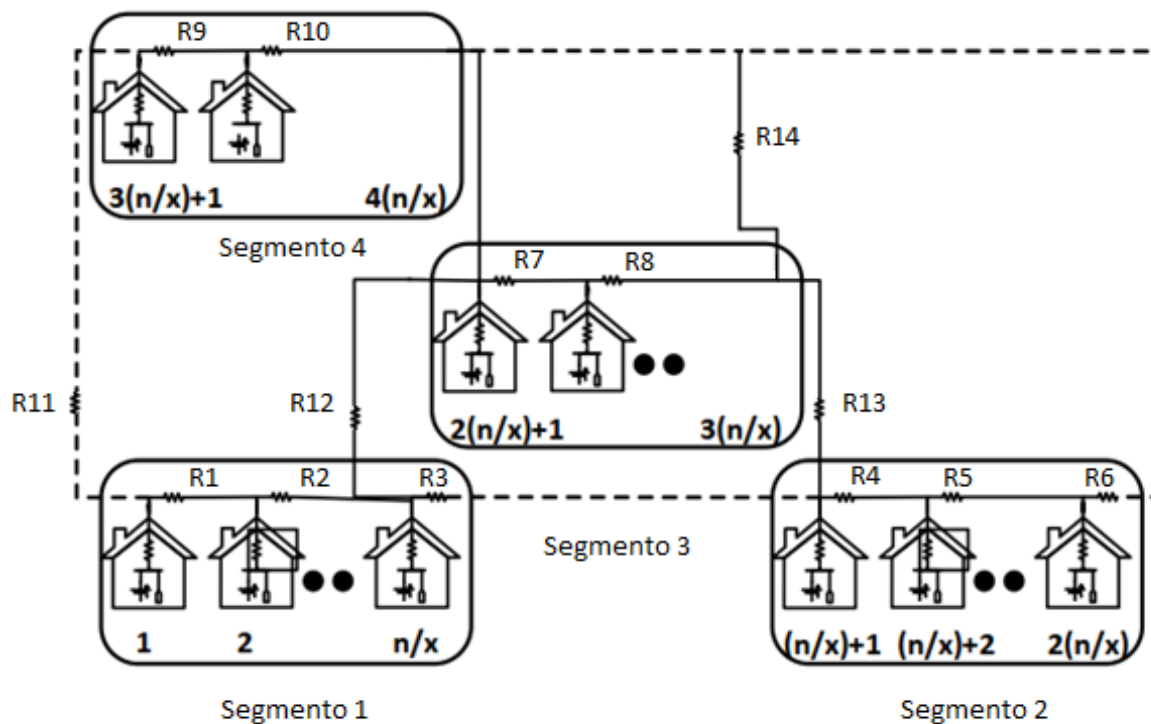 R9 R10
R14
3(n/x)+1 4(n/x)
Segmento 4
R7 R8
R11 R12 R13
2(n/x)+1 3(n/x)
R1 R2 R3 R4 R5 R6
Segmento 3
1 2 n/x (n/x)+1 (n/x)+2 2(n/x)
Segmento 1 Segmento 2